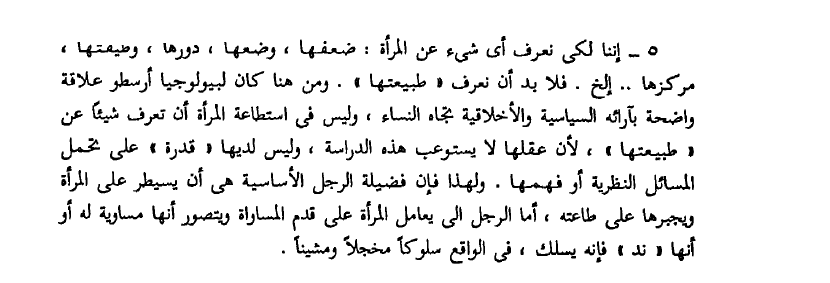 ٥ ـ إننا لكى نعرف أى شىء عن المرأة : ضعفها ، وضعها ، دورها ، وظيفتها ،
مركزها .. إلخ . فلا بد أن نعرف « طبيعتها » . ومن هنا كان لبيولوجيا أرسطو علاقة
واضحة بآرائه السياسية والأخلاقية تجاه النساء ، وليس فى استطاعة المرأة أن تعرف شيئاً عن
« طبيعتها » ، لأن عقلها لا يستوعب هذه الدراسة ، وليس لديها « قدرة » على تحمل
المسائل النظرية أو فهمها . ولهذا فإن فضيلة الرجل الأساسية هى أن يسيطر على المرأة
ويجبرها على طاعته ، أما الرجل الى يعامل المرأة على قدم المساواة ويتصور أنها مساوية له أو
أنها « ند » فإنه يسلك ، فى الواقع سلوكاً مخجلاً ومشيناً .